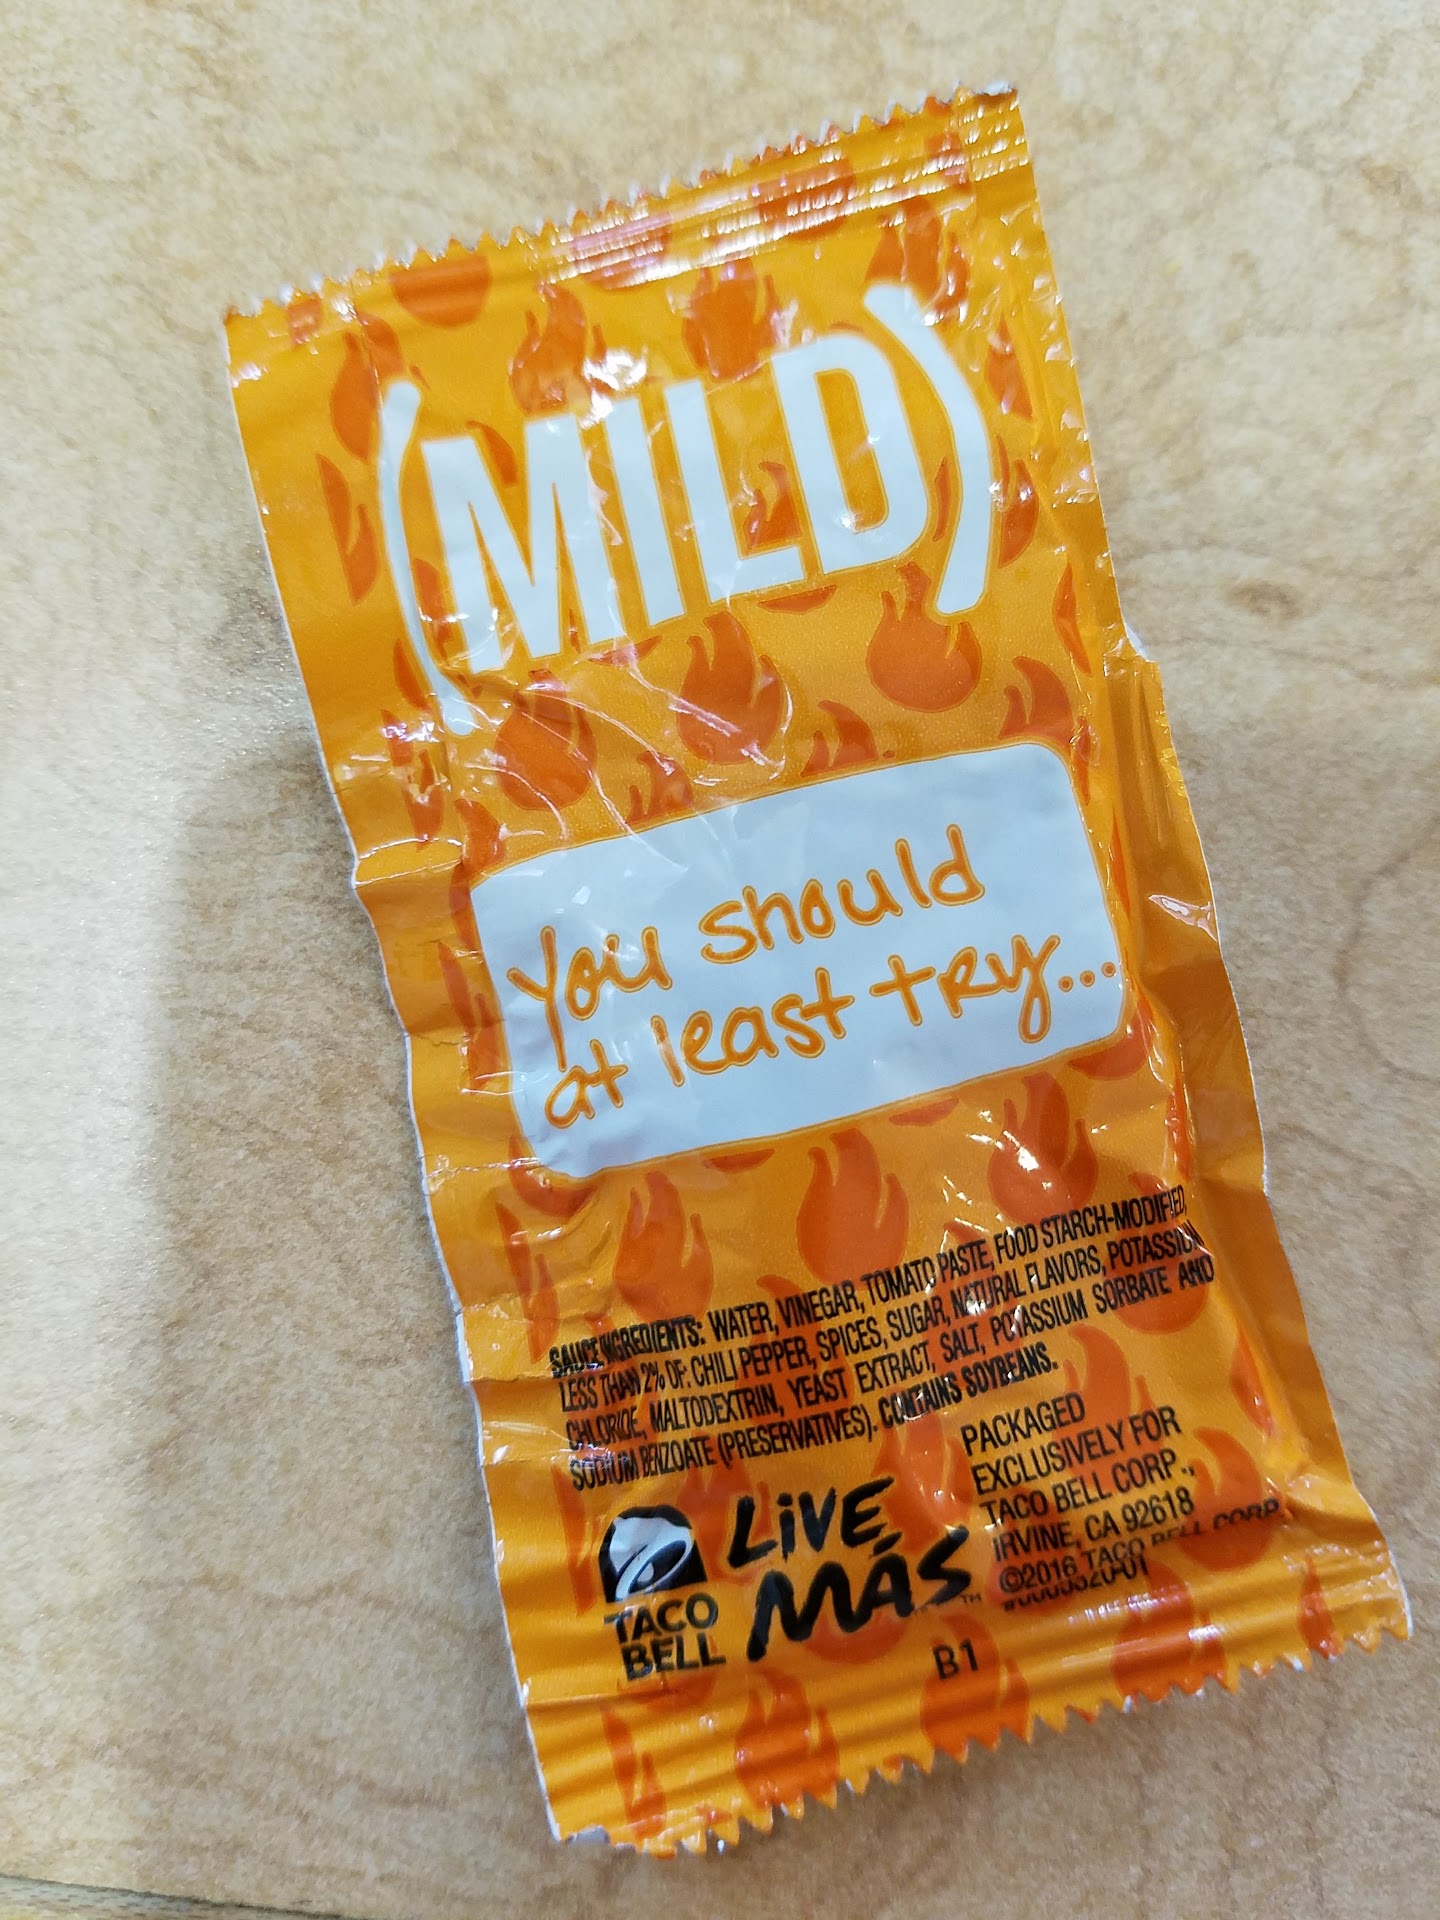 (MILD)
You should
at least try...
SAUCE INGREDIENTS: WATER, VINEGAR, TOMATO PASTE, FOOD STARCH-MODIFIED,
LESS THAN 2% OF: CHILI PEPPER, SPICES, SUGAR, NATURAL FLAVORS, POTASSIUM
CHLORIDE, MALTODEXTRIN, YEAST EXTRACT, SALT, POTASSIUM SORBATE AND
SODIUM BENZOATE (PRESERVATIVES). CONTAINS SOYBEANS.
PACKAGED
EXCLUSIVELY FOR
TACO BELL CORP.,
IRVINE, CA 92618
©2016 TACO BELL CORP.
TACO
BELL
LiVE
MÁS™
B1